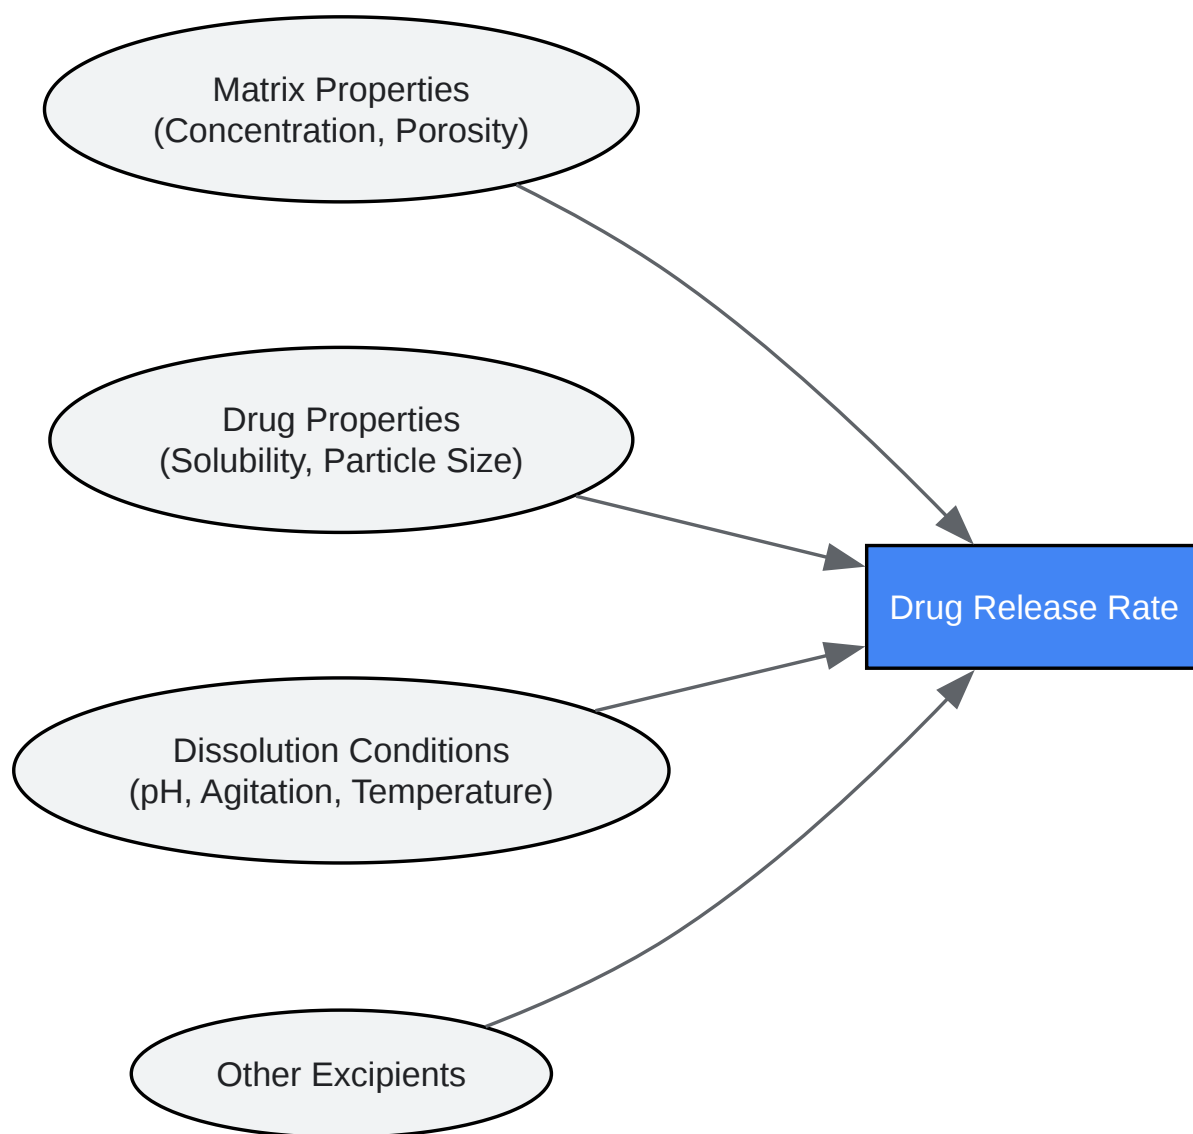 Matrix Properties
(Concentration, Porosity)
Drug Properties
(Solubility, Particle Size)
Drug Release Rate
Dissolution Conditions
(pH, Agitation, Temperature)
Other Excipients